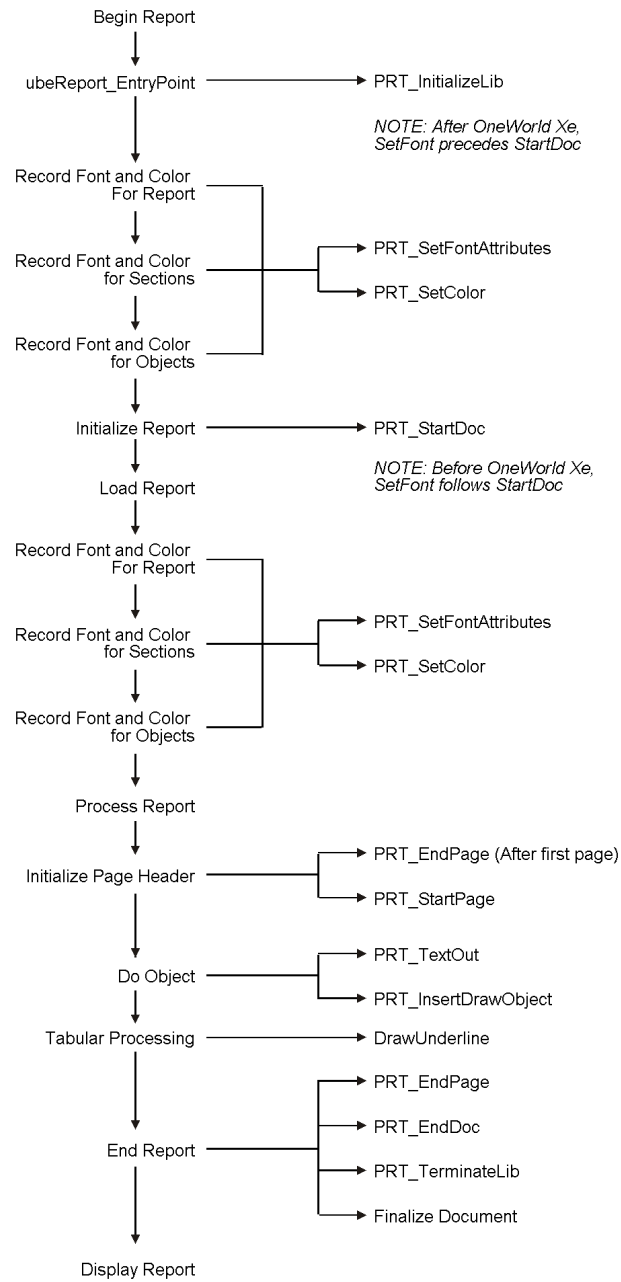 Begin Report
ubeReport_EntryPoint
PRT_InitializeLib
NOTE: After OneWorld Xe,
SetFont precedes StartDoc
Record Font and Color
For Report
Record Font and Color
for Sections
PRT_SetFontAttributes
PRT_SetColor
Record Font and Color
for Objects
Initialize Report
PRT_StartDoc
NOTE: Before OneWorld Xe,
SetFont follows StartDoc
Load Report
Record Font and Color
For Report
Record Font and Color
for Sections
PRT_SetFontAttributes
PRT_SetColor
Record Font and Color
for Objects
Process Report
Initialize Page Header
PRT_EndPage (After first page)
PRT_StartPage
Do Object
PRT_TextOut
PRT_InsertDrawObject
Tabular Processing
DrawUnderline
End Report
PRT_EndPage
PRT_EndDoc
PRT_TerminateLib
Finalize Document
Display Report